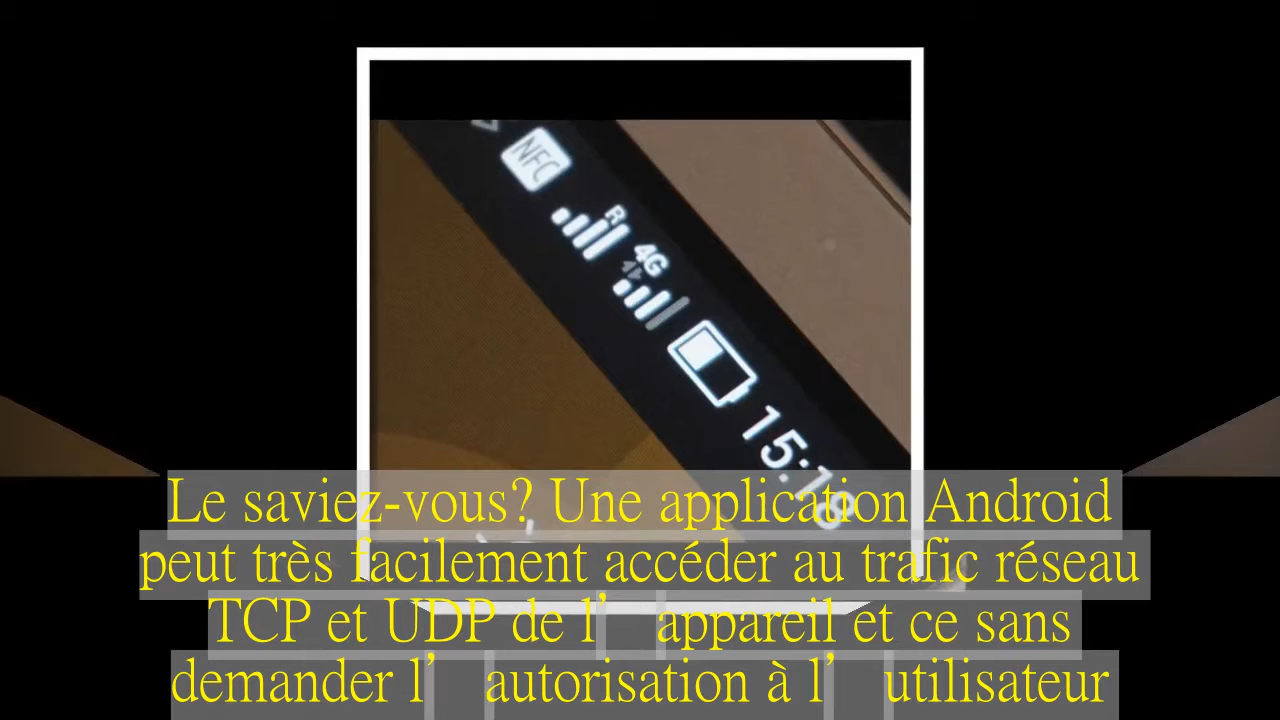 NFC
R
4G
15:18
Le saviez-vous? Une application Android
peut très facilement accéder au trafic réseau
TCP et UDP de l’ appareil et ce sans
demander l’ autorisation à l’ utilisateur